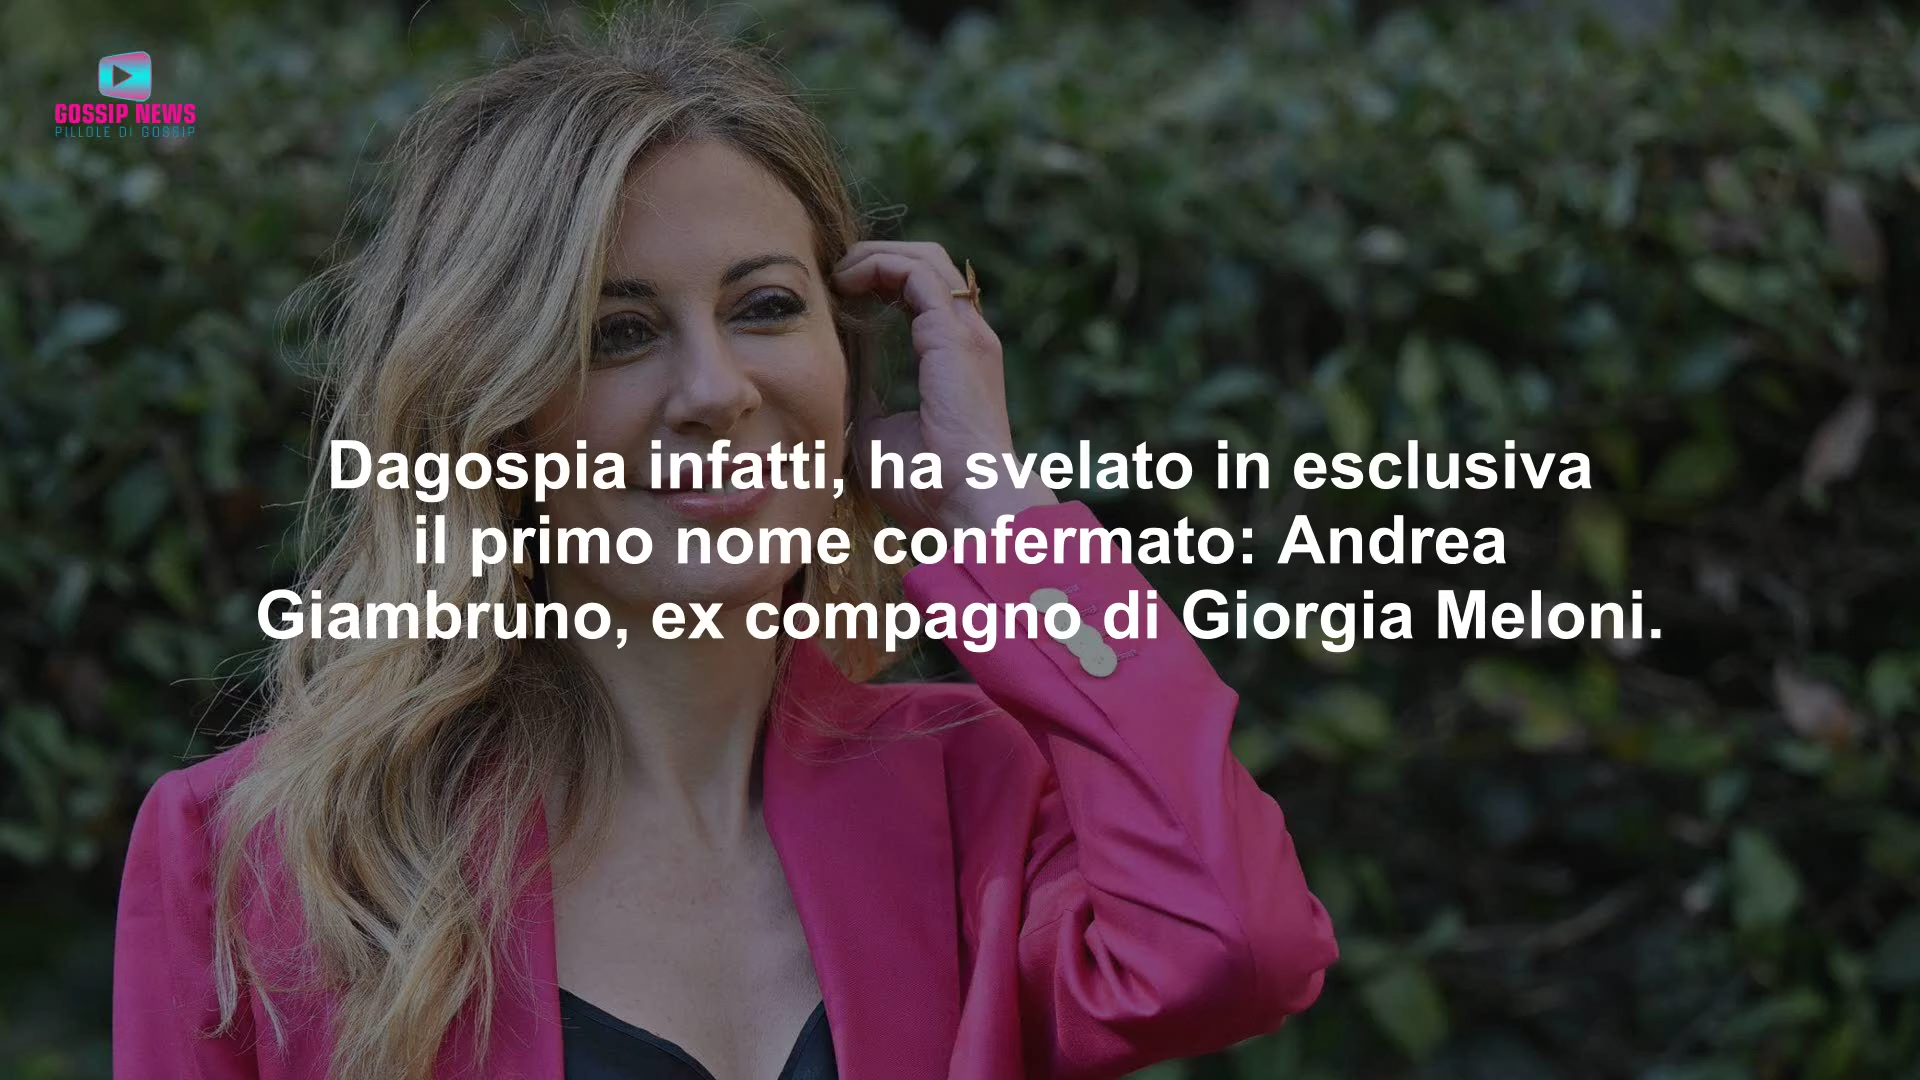 GOSSIP NEWS
PILLOLE DI GOSSIP
Dagospia infatti, ha svelato in esclusiva
il primo nome confermato: Andrea
Giambruno, ex compagno di Giorgia Meloni.